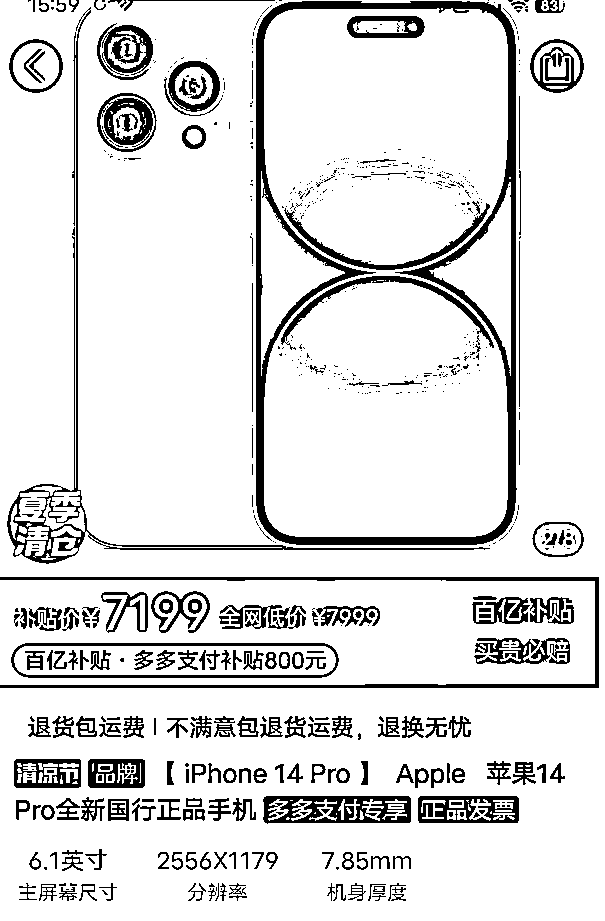 15:59
83
夏季
清仓
2/8
补贴价¥7199 全网低价 ¥7999
百亿补贴
买贵必赔
百亿补贴·多多支付补贴800元
退货包运费 | 不满意包退货运费，退换无忧
清凉节 品牌 【 iPhone 14 Pro 】 Apple 苹果14
Pro全新国行正品手机 多多支付专享 正品发票
6.1英寸 2556X1179 7.85mm
主屏幕尺寸 分辨率 机身厚度